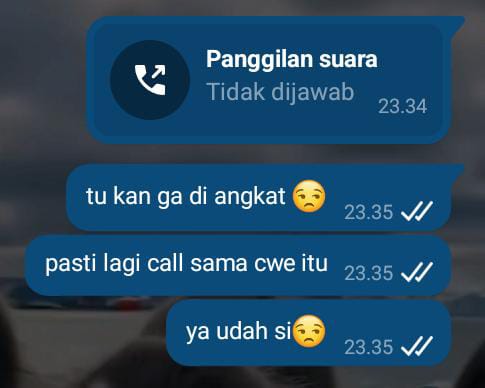 Panggilan suara
Tidak dijawab 23.34
tu kan ga di angkat 😒 23.35
pasti lagi call sama cwe itu 23.35
ya udah si😒 23.35